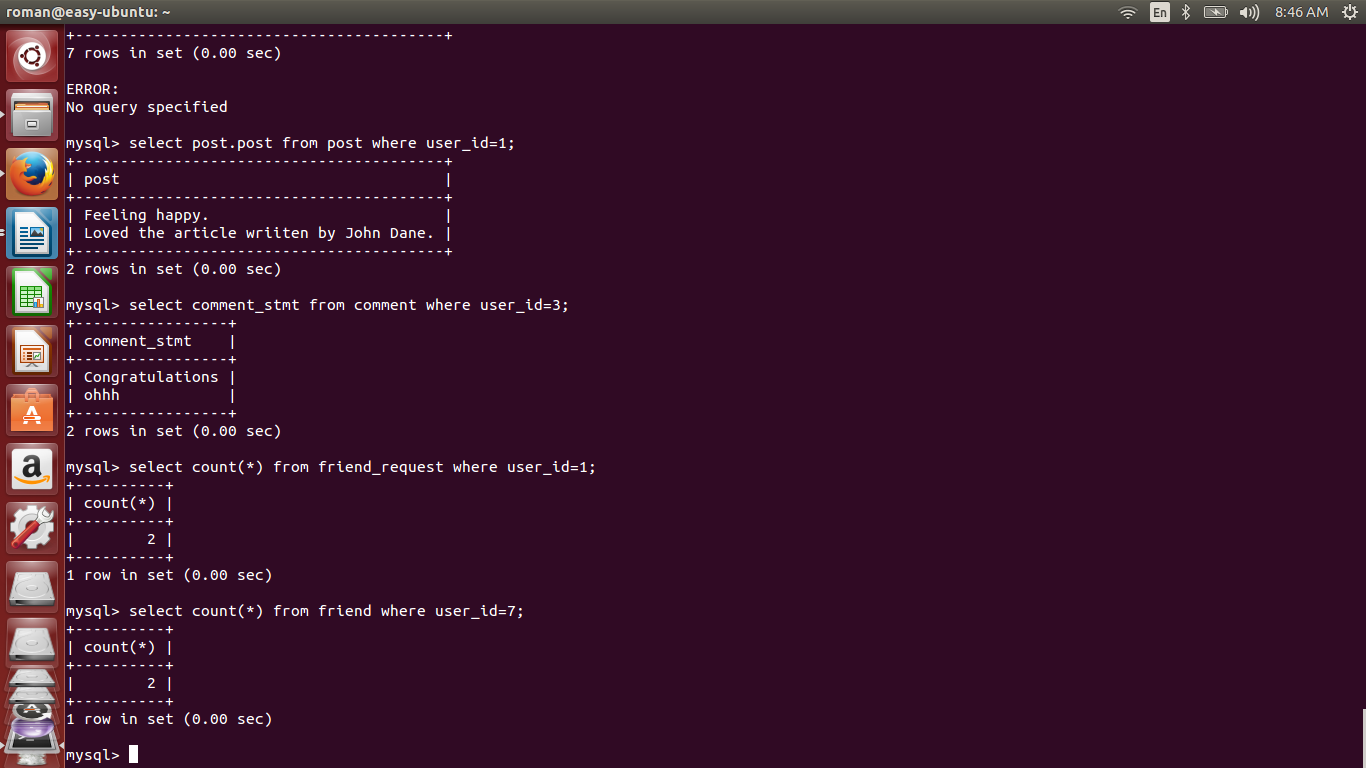 roman@easy-ubuntu: ~
En
8:46 AM
+-----------------------------------------+
7 rows in set (0.00 sec)
ERROR:
No query specified
mysql> select post.post from post where user_id=1;
+-----------------------------------------+
| post                                    |
+-----------------------------------------+
| Feeling happy.                          |
| Loved the article wriiten by John Dane. |
+-----------------------------------------+
2 rows in set (0.00 sec)
mysql> select comment_stmt from comment where user_id=3;
+-----------------+
| comment_stmt    |
+-----------------+
| Congratulations |
| ohhh            |
+-----------------+
2 rows in set (0.00 sec)
mysql> select count(*) from friend_request where user_id=1;
+----------+
| count(*) |
+----------+
|        2 |
+----------+
1 row in set (0.00 sec)
mysql> select count(*) from friend where user_id=7;
+----------+
| count(*) |
+----------+
|        2 |
+----------+
1 row in set (0.00 sec)
mysql>